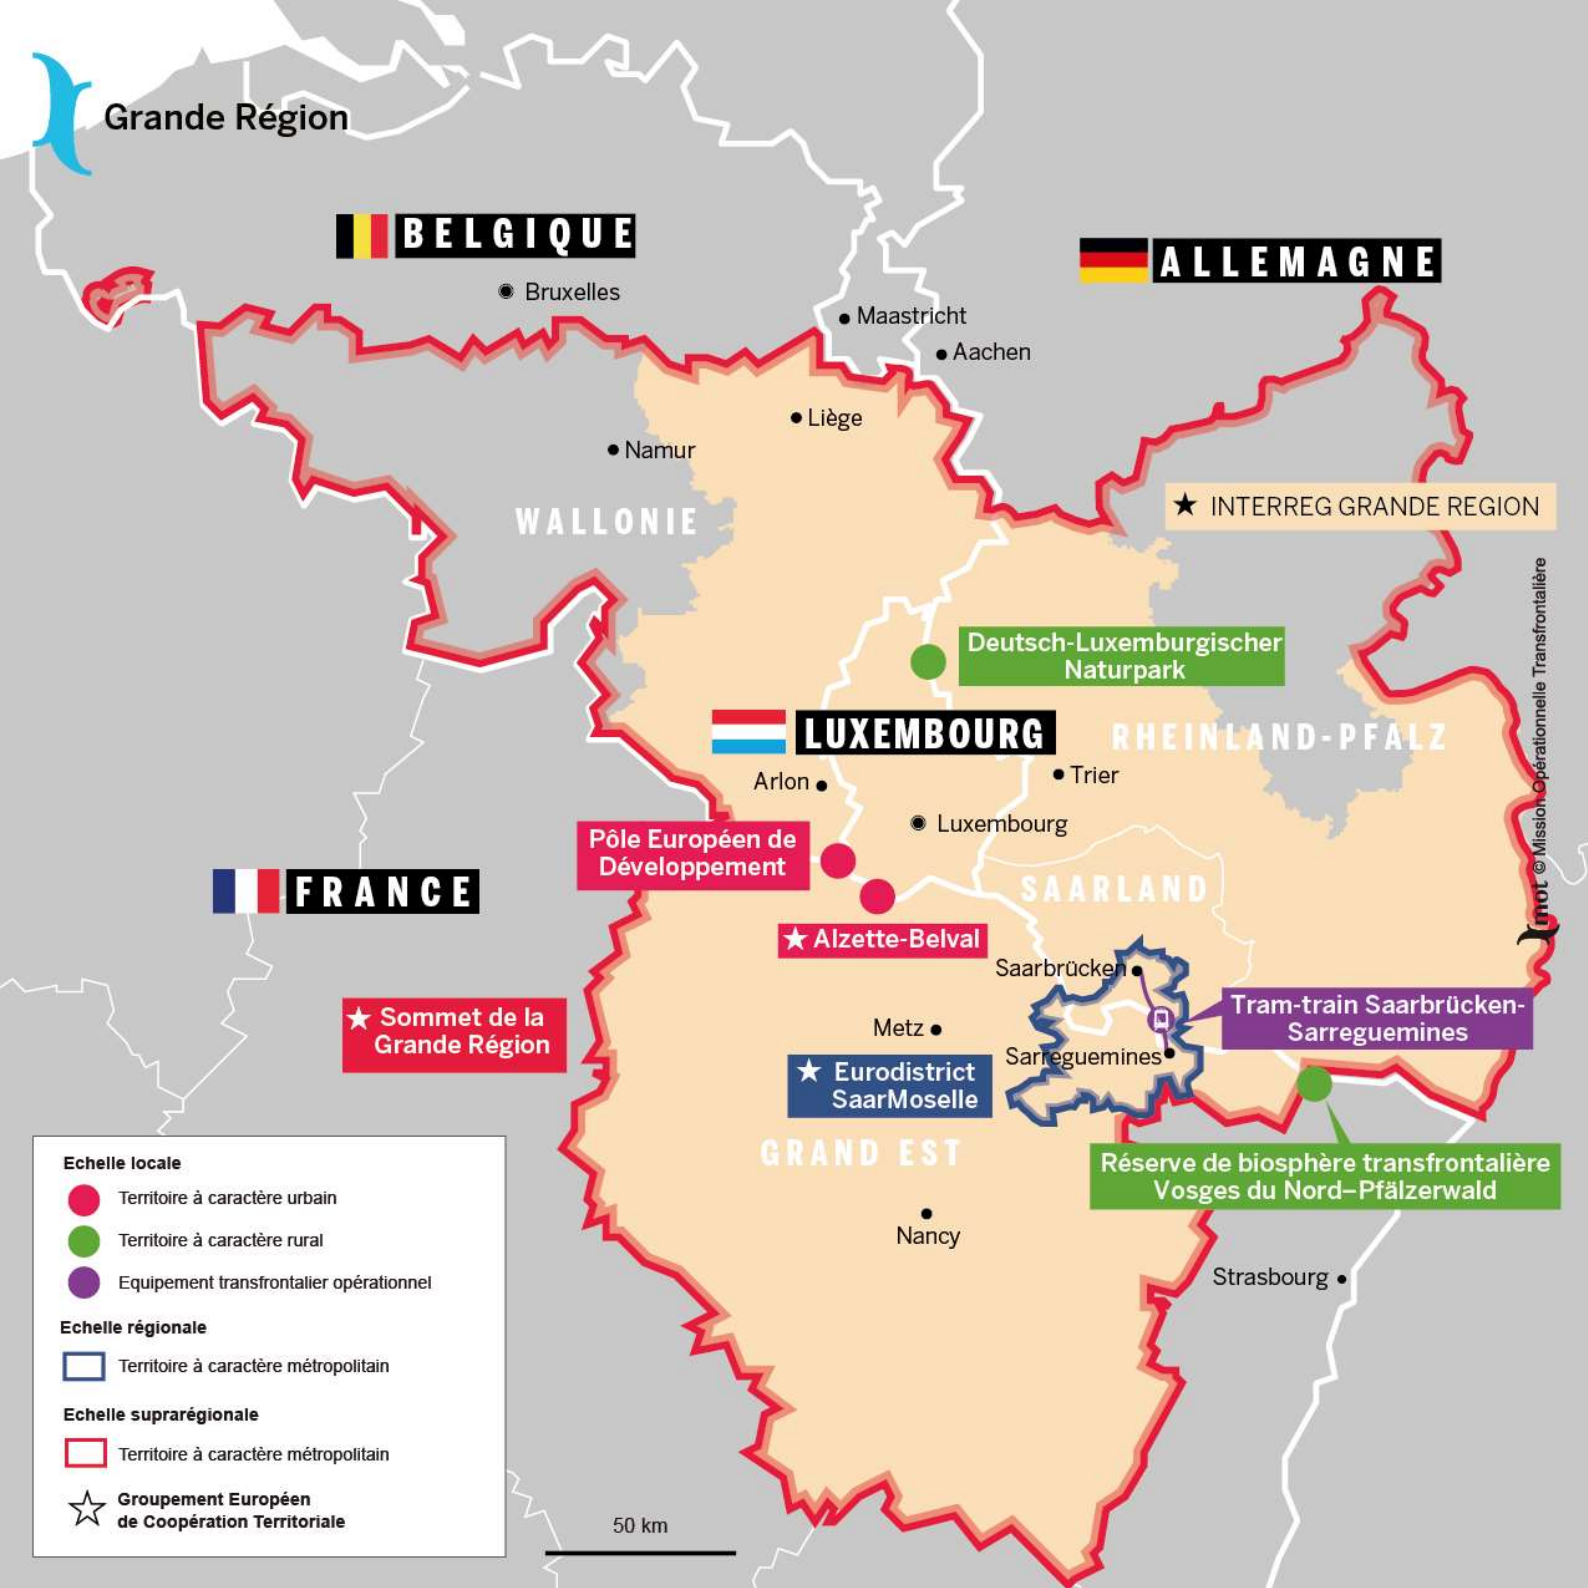 Grande Région
BELGIQUE
Bruxelles
ALLEMAGNE
Maastricht
Aachen
Liège
Namur
WALLONIE
★ INTERREG GRANDE REGION
Deutsch-Luxemburgischer
Naturpark
LUXEMBOURG
RHEINLAND-PFALZ
Arlon
Trier
Luxembourg
Pôle Européen de
Développement
FRANCE
SAARLAND
★ Alzette-Belval
Saarbrücken
★ Sommet de la
Grande Région
Metz
Tram-train Saarbrücken-
Sarreguemines
Sarreguemines
★ Eurodistrict
SaarMoselle
GRAND EST
Réserve de biosphère transfrontalière
Vosges du Nord–Pfälzerwald
Nancy
Strasbourg
Echelle locale
Territoire à caractère urbain
Territoire à caractère rural
Equipement transfrontalier opérationnel
Echelle régionale
Territoire à caractère métropolitain
Echelle suprarégionale
Territoire à caractère métropolitain
Groupement Européen
de Coopération Territoriale
50 km
mot © Mission Opérationnelle Transfrontalière